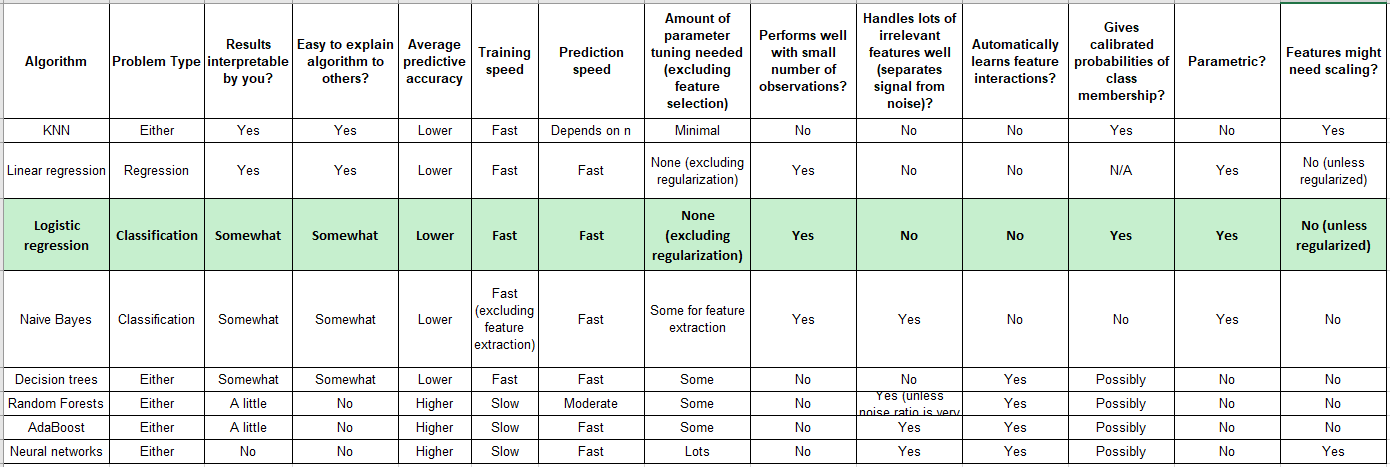 Algorithm Problem Type Results interpretable by you? Easy to explain algorithm to others? Average predictive accuracy Training speed Prediction speed Amount of parameter tuning needed (excluding feature selection) Performs well with small number of observations? Handles lots of irrelevant features well (separates signal from noise)? Automatically learns feature interactions? Gives calibrated probabilities of class membership? Parametric? Features might need scaling?
KNN Either Yes Yes Lower Fast Depends on n Minimal No No No Yes No Yes
Linear regression Regression Yes Yes Lower Fast Fast None (excluding regularization) Yes No No N/A Yes No (unless regularized)
Logistic regression Classification Somewhat Somewhat Lower Fast Fast None (excluding regularization) Yes No No Yes Yes No (unless regularized)
Naive Bayes Classification Somewhat Somewhat Lower Fast (excluding feature extraction) Fast Some for feature extraction Yes Yes No No Yes No
Decision trees Either Somewhat Somewhat Lower Fast Fast Some No No Yes Possibly No No
Random Forests Either A little No Higher Slow Moderate Some No Yes (unless noise ratio is very Yes Possibly No No
AdaBoost Either A little No Higher Slow Fast Some No Yes Yes Possibly No No
Neural networks Either No No Higher Slow Fast Lots No Yes Yes Possibly No Yes